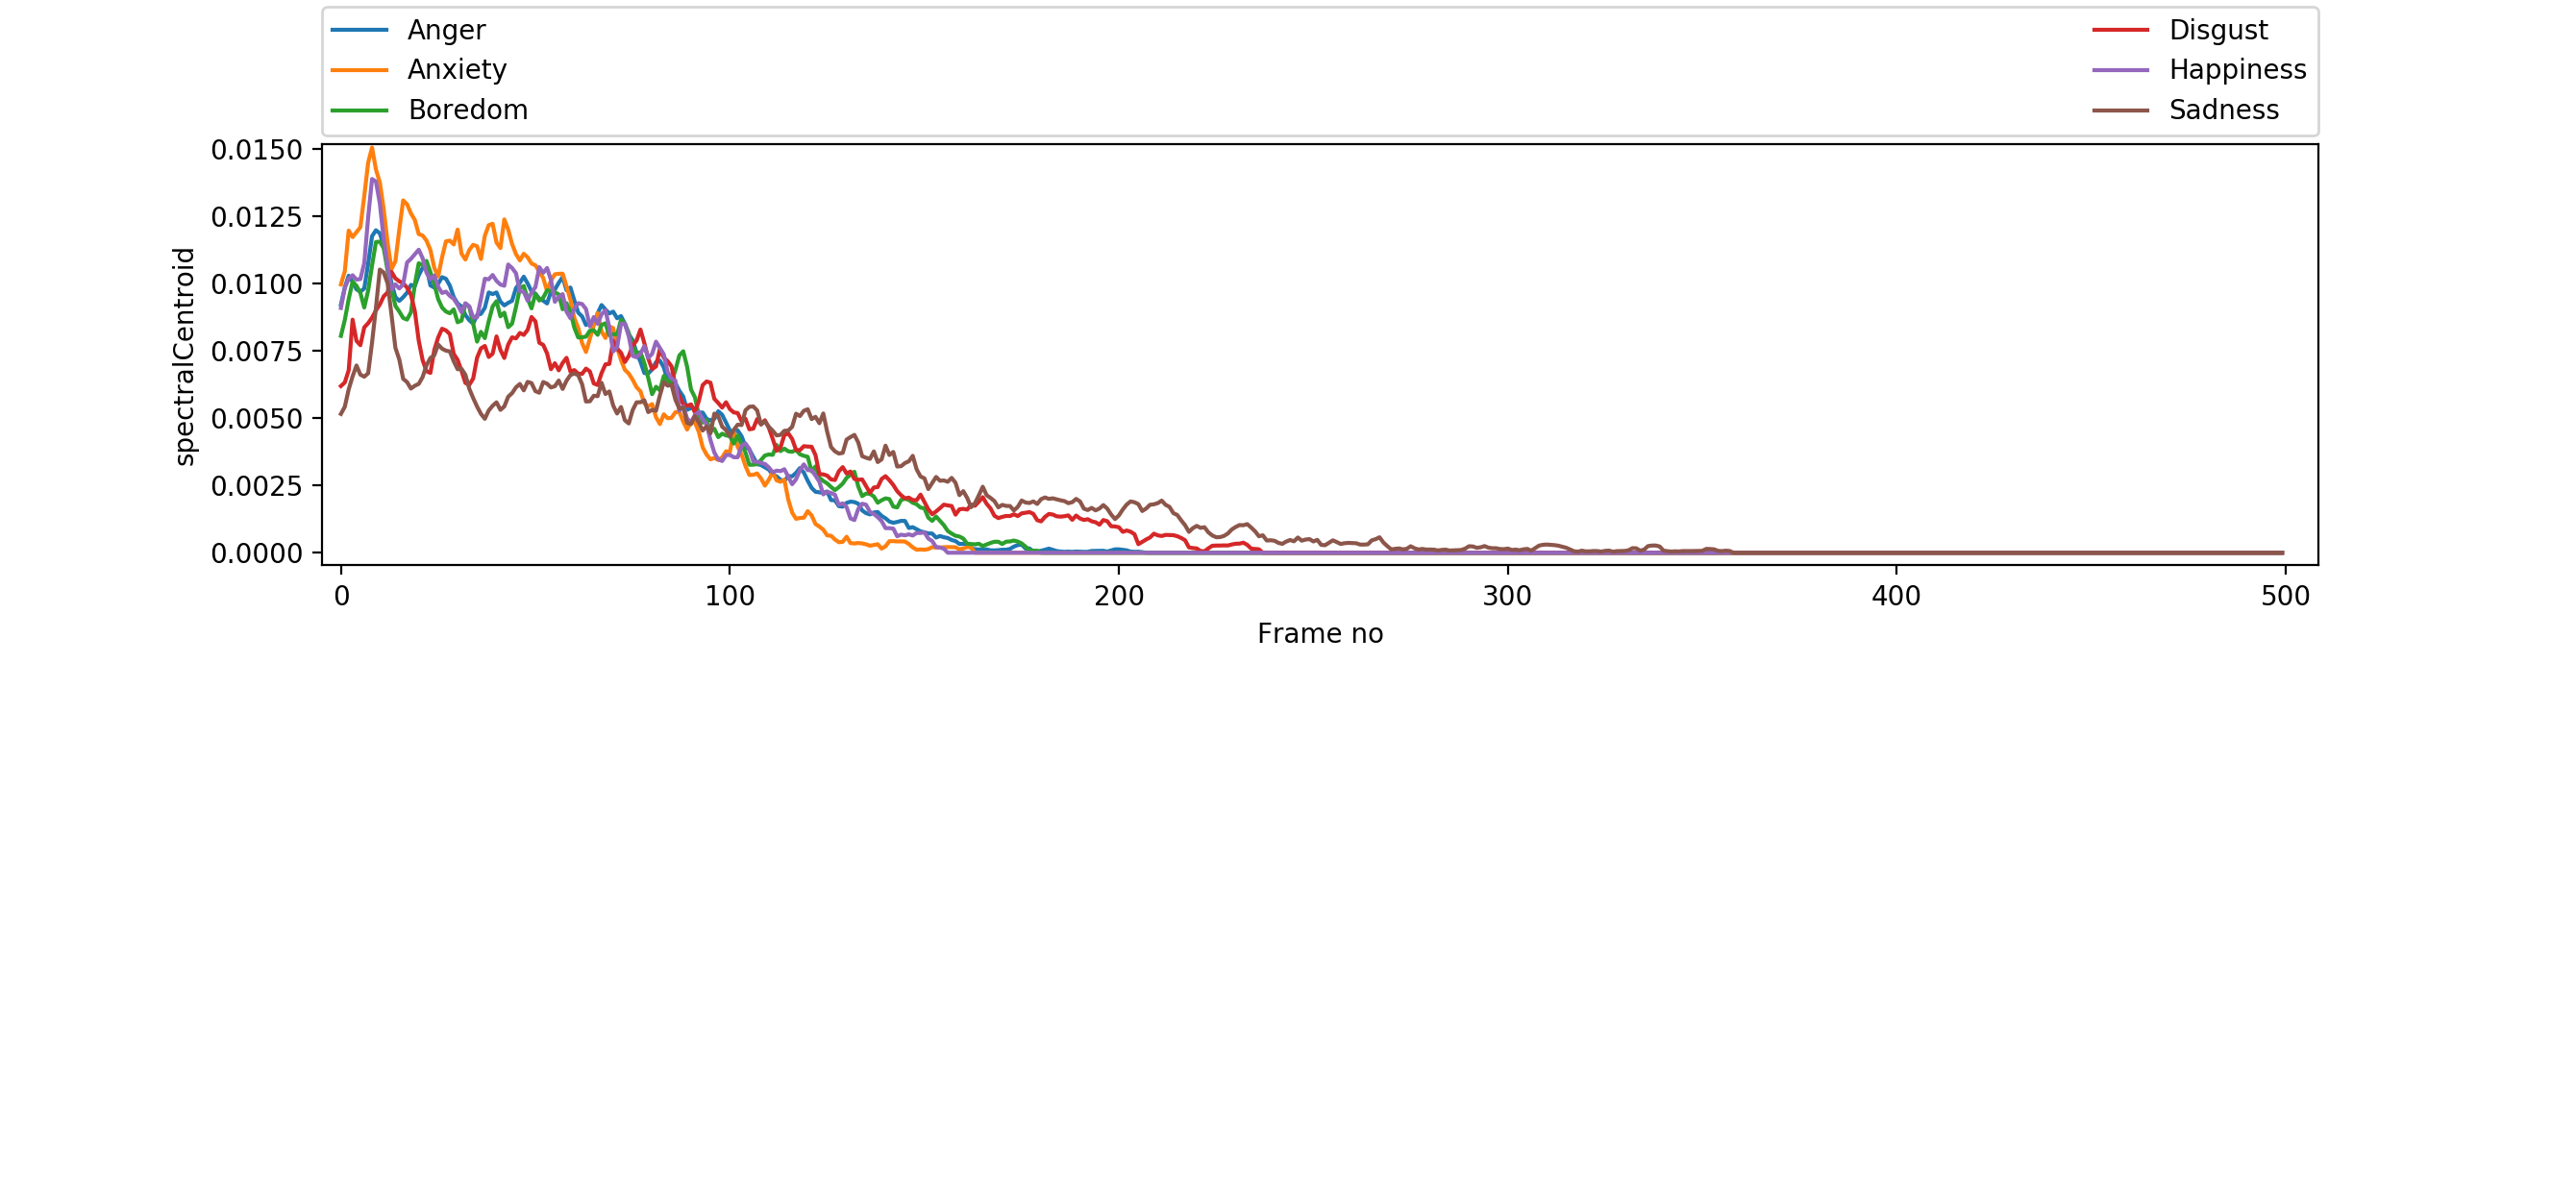 Anger
Anxiety
Boredom
Disgust
Happiness
Sadness
0.0150
0.0125
0.0100
0.0075
0.0050
0.0025
0.0000
spectralCentroid
0 100 200 300 400 500
Frame no